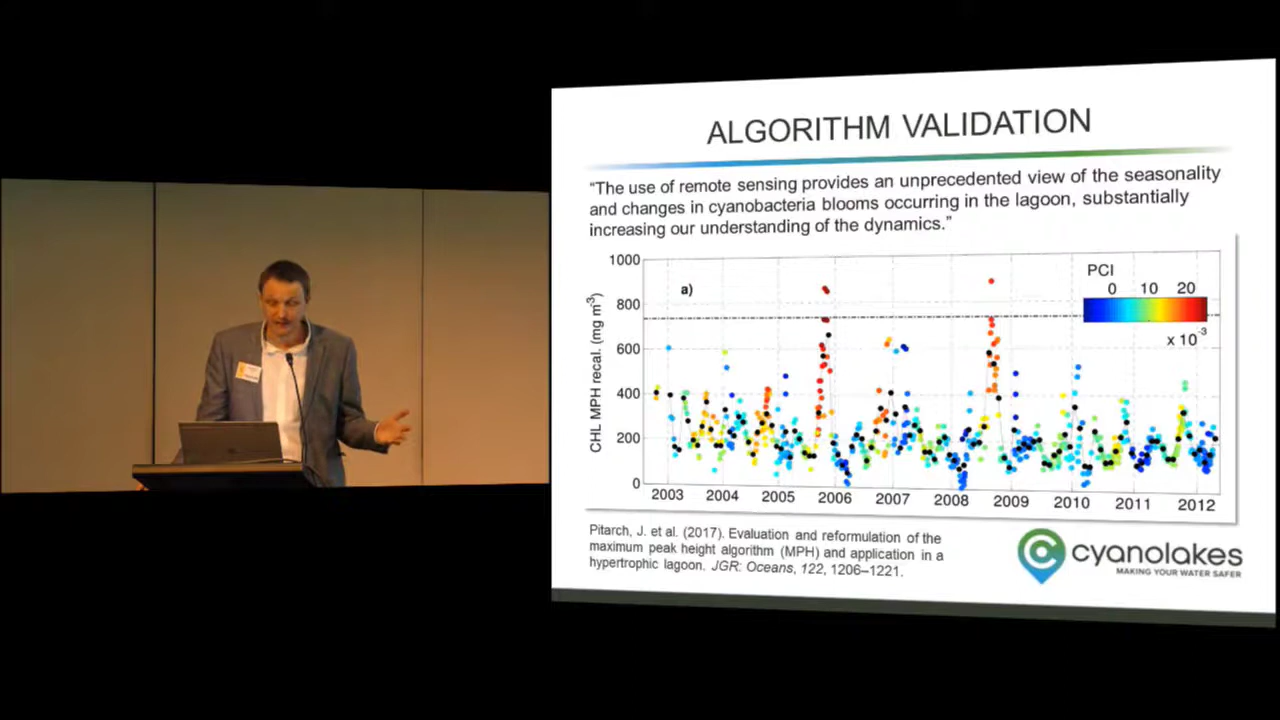 ALGORITHM VALIDATION
“The use of remote sensing provides an unprecedented view of the seasonality
and changes in cyanobacteria blooms occurring in the lagoon, substantially
increasing our understanding of the dynamics.”
1000
800
600
400
200
0
CHL MPH recal. (mg m⁻³)
a)
PCI
0 10 20
x 10⁻³
2003 2004 2005 2006 2007 2008 2009 2010 2011 2012
Pitarch, J. et al. (2017). Evaluation and reformulation of the
maximum peak height algorithm (MPH) and application in a
hypertrophic lagoon. JGR: Oceans, 122, 1206–1221.
cyanolakes
MAKING YOUR WATER SAFER